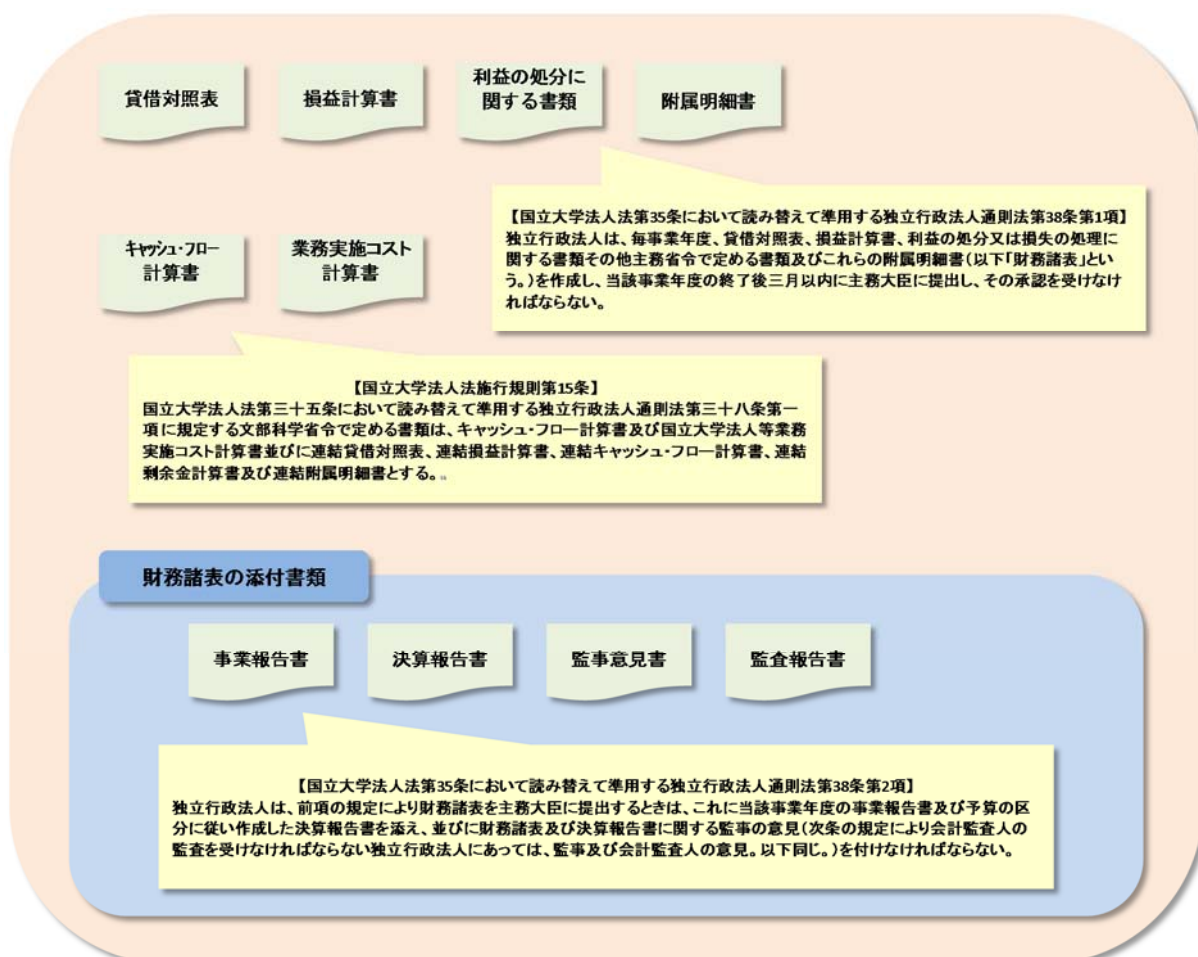 貸借対照表
損益計算書
利益の処分に
関する書類
附属明細書
【国立大学法人法第35条において読み替えて準用する独立行政法人通則法第38条第1項】
独立行政法人は、毎事業年度、貸借対照表、損益計算書、利益の処分又は損失の処理に
関する書類その他主務省令で定める書類及びこれらの附属明細書(以下「財務諸表」とい
う。)を作成し、当該事業年度の終了後三月以内に主務大臣に提出し、その承認を受けなけ
ればならない。
キャッシュ・フロー
計算書
業務実施コスト
計算書
【国立大学法人法施行規則第15条】
国立大学法人法第三十五条において読み替えて準用する独立行政法人通則法第三十八条第一
項に規定する文部科学省令で定める書類は、キャッシュ・フロー計算書及び国立大学法人等業務
実施コスト計算書並びに連結貸借対照表、連結損益計算書、連結キャッシュ・フロー計算書、連結
剰余金計算書及び連結附属明細書とする。
財務諸表の添付書類
事業報告書
決算報告書
監事意見書
監査報告書
【国立大学法人法第35条において読み替えて準用する独立行政法人通則法第38条第2項】
独立行政法人は、前項の規定により財務諸表を主務大臣に提出するときは、これに当該事業年度の事業報告書及び予算の区
分に従い作成した決算報告書を添え、並びに財務諸表及び決算報告書に関する監事の意見(次条の規定により会計監査人の
監査を受けなければならない独立行政法人にあっては、監事及び会計監査人の意見。以下同じ。)を付けなければならない。